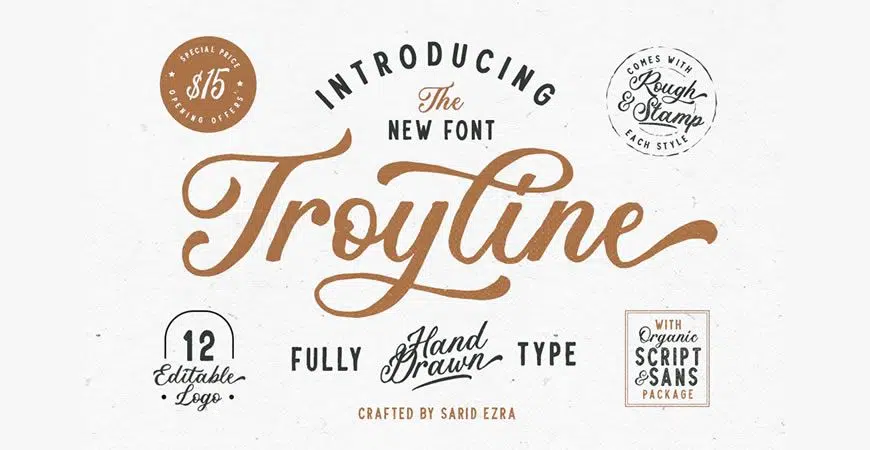 SPECIAL PRICE
$15
OPENING OFFERS
INTRODUCING
The
NEW FONT
COMES WITH
Rough
& Stamp
EACH STYLE
Troyline
12
Editable
Logo
FULLY
Hand
Drawn
TYPE
WITH
Organic
SCRIPT
& SANS
PACKAGE
CRAFTED BY SARID EZRA